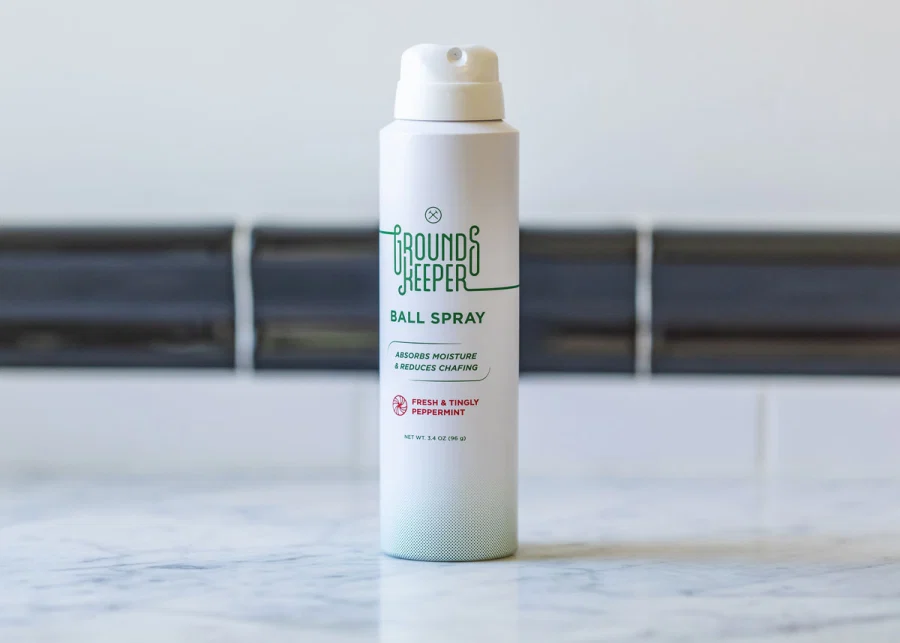 GROUNDS
KEEPER
BALL SPRAY
ABSORBS MOISTURE
& REDUCES CHAFING
FRESH & TINGLY
PEPPERMINT
NET WT. 3.4 OZ (96 g)